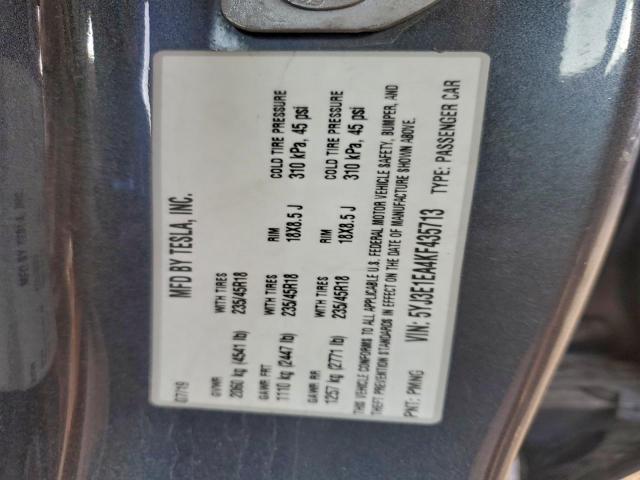 MFD BY TESLA, INC.
07/19
GVWR WITH TIRES RIM COLD TIRE PRESSURE
2060 kg (4541 lb) 235/45R18 18X8.5 J 310 kPa, 45 psi
GAWR FRT WITH TIRES RIM COLD TIRE PRESSURE
1110 kg (2447 lb) 235/45R18 18X8.5 J 310 kPa, 45 psi
GAWR RR
1257 kg (2771 lb)
THIS VEHICLE CONFORMS TO ALL APPLICABLE U.S. FEDERAL MOTOR VEHICLE SAFETY, BUMPER, AND
THEFT PREVENTION STANDARDS IN EFFECT ON THE DATE OF MANUFACTURE SHOWN ABOVE.
VIN: 5YJ3E1EA4KF435713 TYPE: PASSENGER CAR
PNT: PMNG